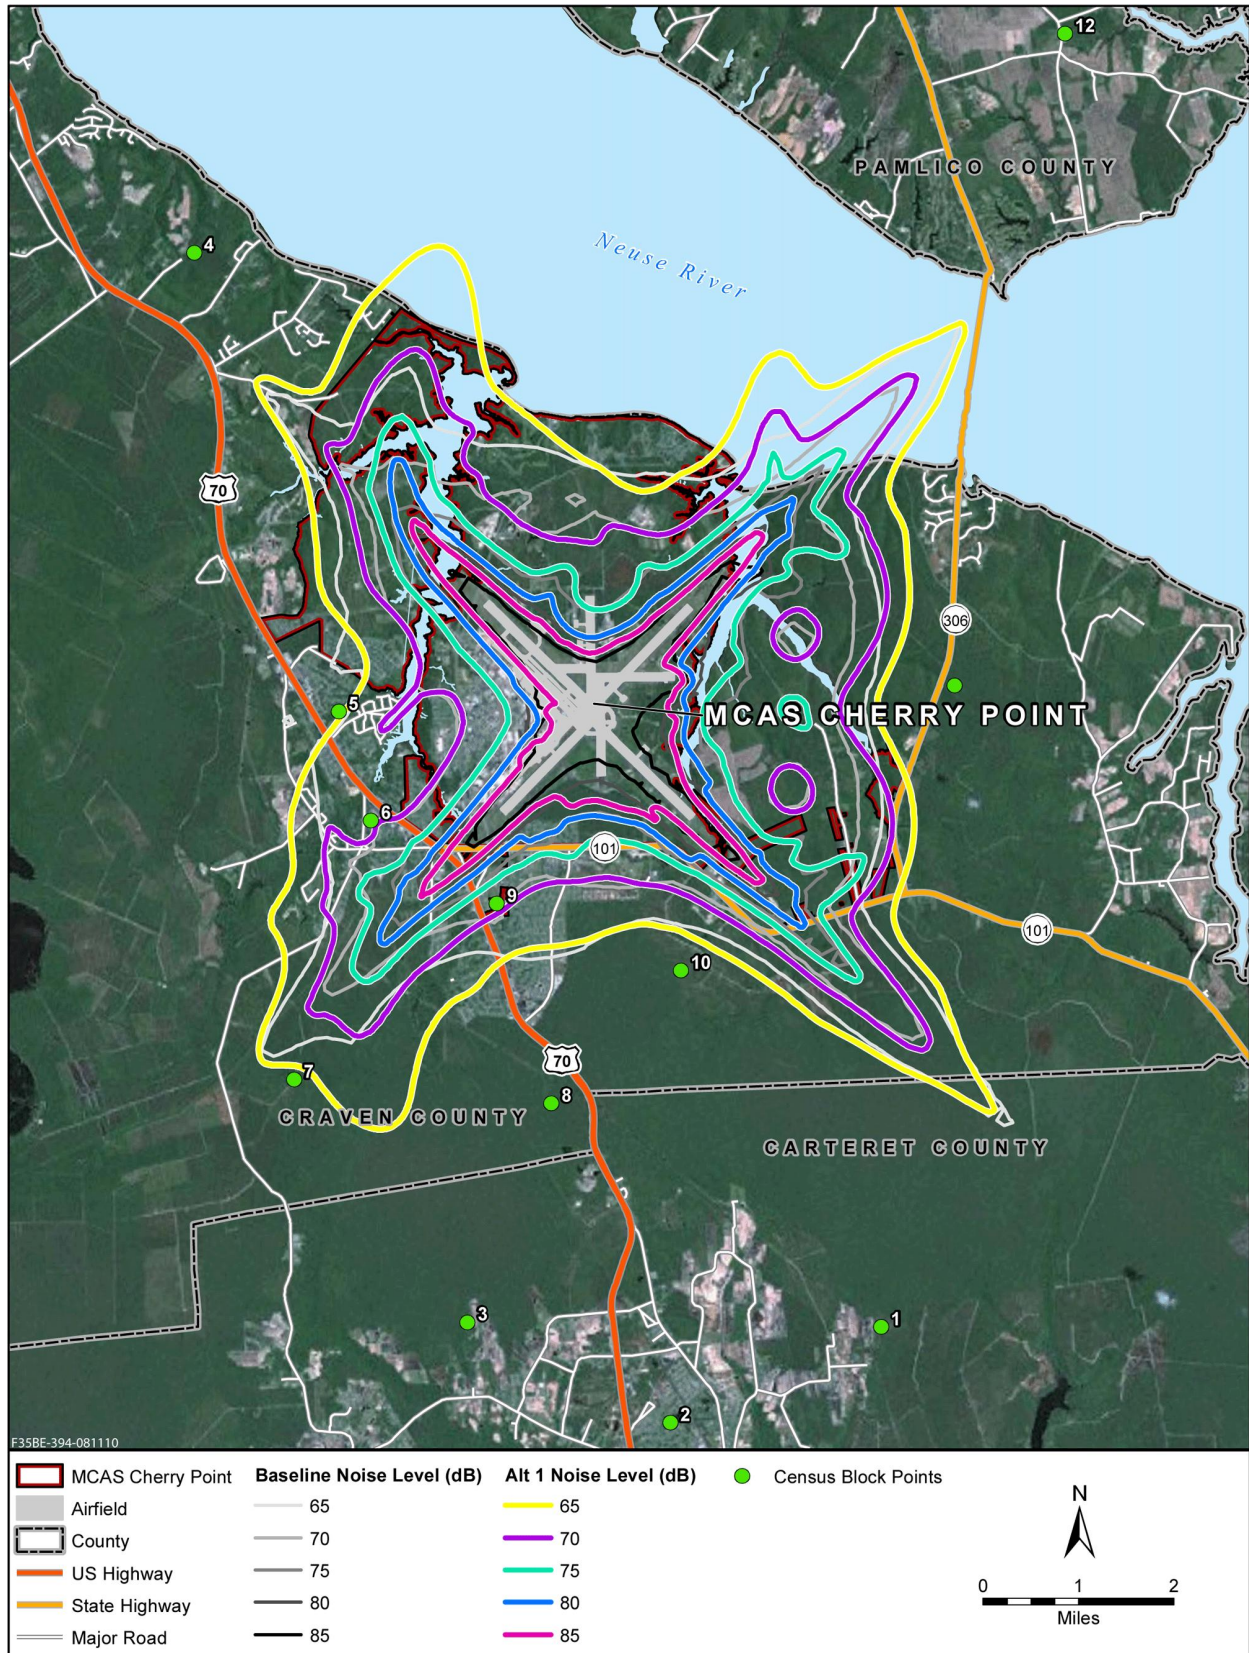 12
PAMLICO COUNTY
4
Neuse River
70
306
5
MCAS CHERRY POINT
6
101
9
101
10
70
7
8
CRAVEN COUNTY
CARTERET COUNTY
3
1
2
F35BE-394-081110
MCAS Cherry Point
Airfield
County
US Highway
State Highway
Major Road
Baseline Noise Level (dB)
65
70
75
80
85
Alt 1 Noise Level (dB)
65
70
75
80
85
Census Block Points
N
0 1 2
Miles